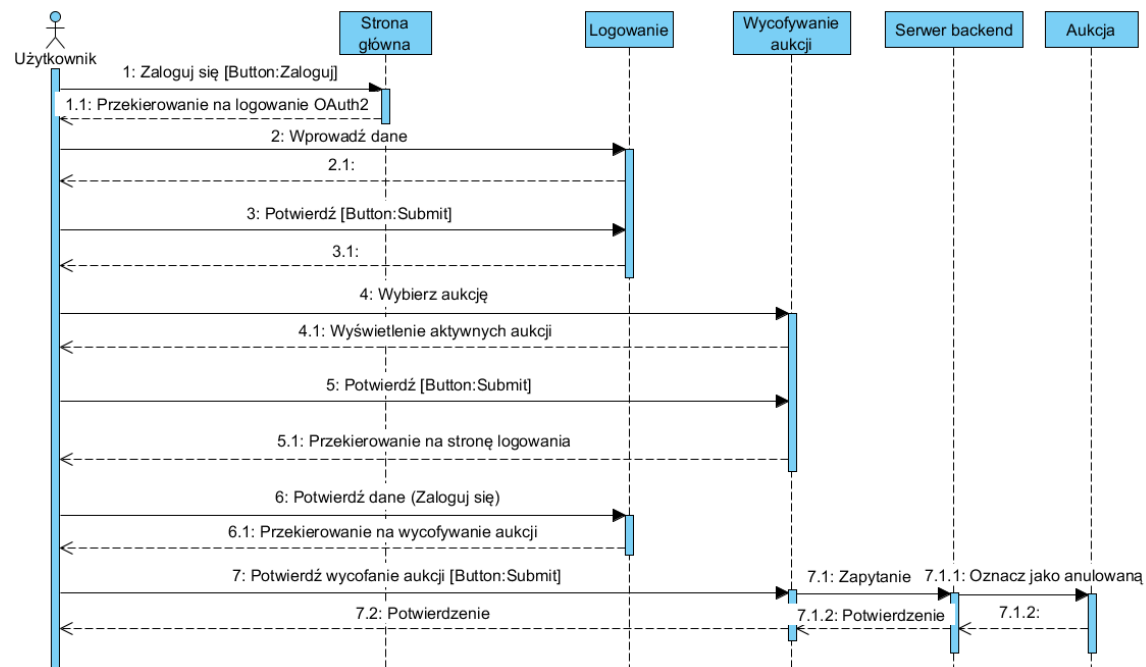 Użytkownik
Strona
główna
Logowanie
Wycofywanie
aukcji
Serwer backend
Aukcja
1: Zaloguj się [Button:Zaloguj]
1.1: Przekierowanie na logowanie OAuth2
2: Wprowadź dane
2.1:
3: Potwierdź [Button:Submit]
3.1:
4: Wybierz aukcję
4.1: Wyświetlenie aktywnych aukcji
5: Potwierdź [Button:Submit]
5.1: Przekierowanie na stronę logowania
6: Potwierdź dane (Zaloguj się)
6.1: Przekierowanie na wycofywanie aukcji
7: Potwierdź wycofanie aukcji [Button:Submit]
7.1: Zapytanie
7.1.1: Oznacz jako anulowaną
7.2: Potwierdzenie
7.1.2: Potwierdzenie
7.1.2: